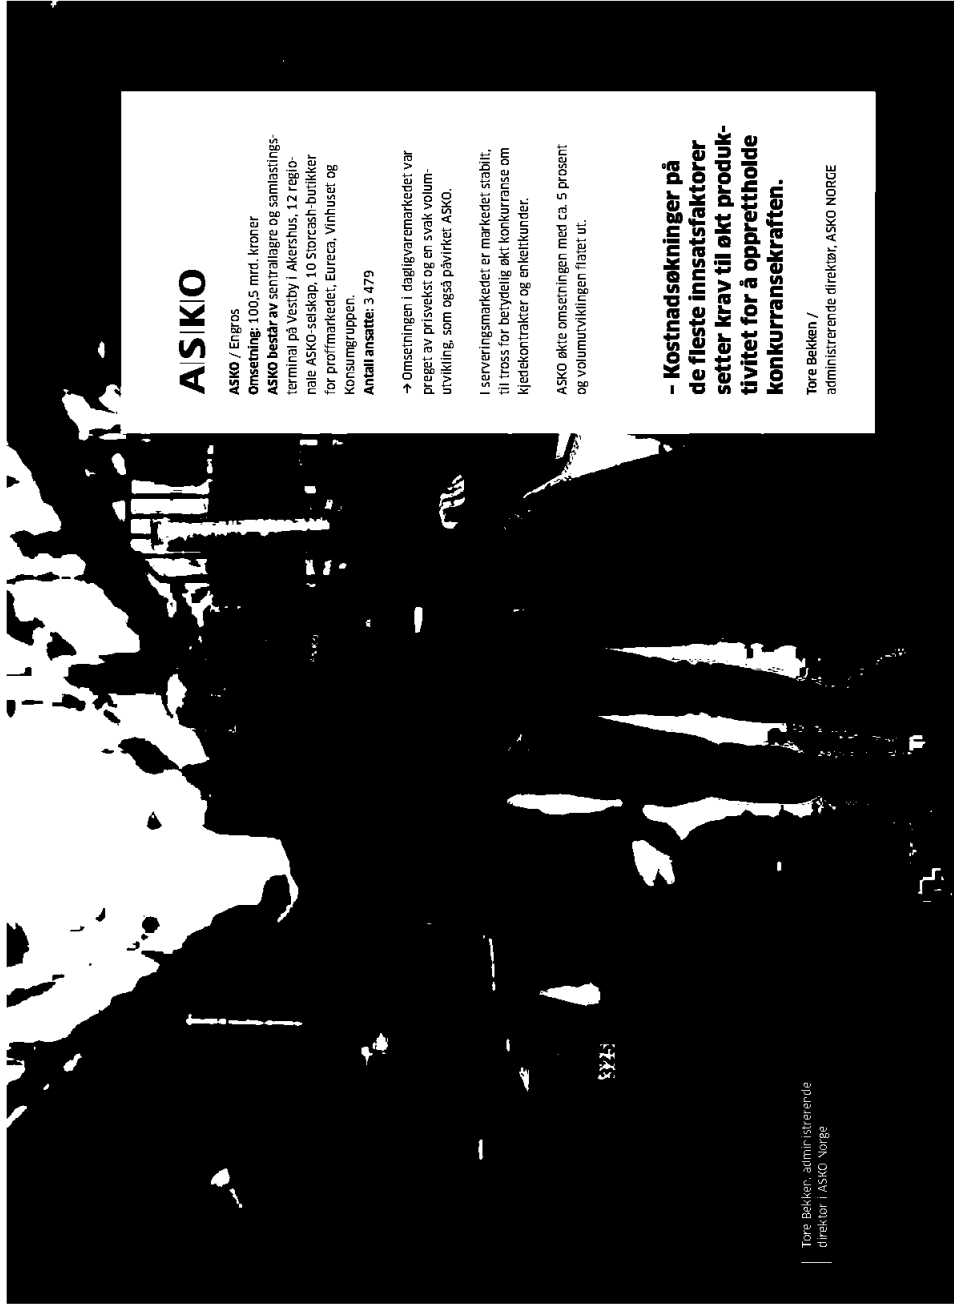 A|S|K|O
ASKO / Engros
Omsetning: 100,5 mrd. kroner
ASKO består av sentrallagre og samlastings-
terminal på Vestby i Akershus, 12 regio-
nale ASKO-selskap, 10 Storcash-butikker
for proffmarkedet, Eureca, Vinhuset og
Konsumgruppen.
Antall ansatte: 3 479
→ Omsetningen i dagligvaremarkedet var
preget av prisvekst og en svak volum-
utvikling, som også påvirket ASKO.
I serveringsmarkedet er markedet stabilt,
til tross for betydelig økt konkurranse om
kjedekontrakter og enkeltkunder.
ASKO økte omsetningen med ca. 5 prosent
og volumutviklingen flatet ut.
– Kostnadsøkninger på
de fleste innsatsfaktorer
setter krav til økt produk-
tivitet for å opprettholde
konkurransekraften.
Tore Bekken /
administrerende direktør, ASKO NORGE
Tore Bekken, administrerende
direktør i ASKO Norge
ASKO